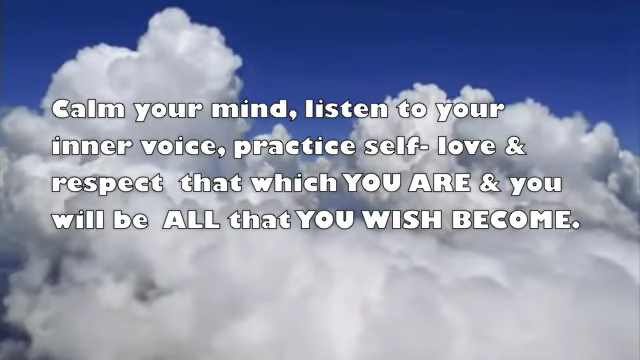 Calm your mind, listen to your
inner voice, practice self- love &
respect  that which YOU ARE & you
will be  ALL that YOU WISH BECOME.